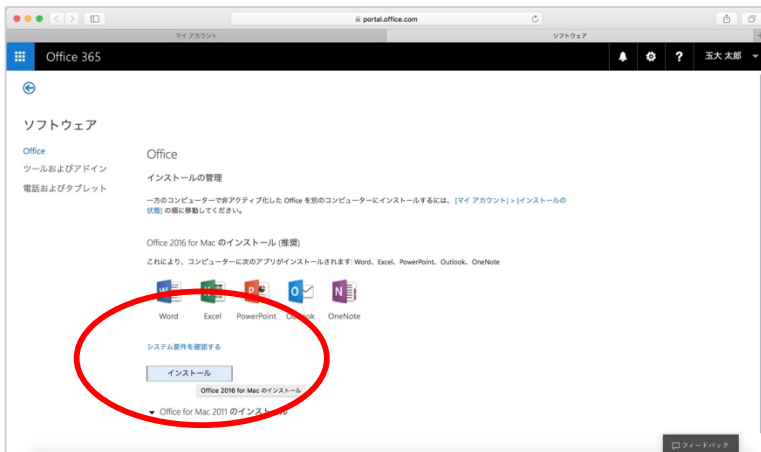 portal.office.com
マイ アカウント
ソフトウェア
Office 365
?
玉大 太郎
ソフトウェア
Office
ツールおよびアドイン
電話およびタブレット
Office
インストールの管理
一方のコンピューターで非アクティブ化した Office を別のコンピューターにインストールするには、 [マイ アカウント] > [インストールの
状態] の順に移動してください。
Office 2016 for Mac のインストール (推奨)
これにより、コンピューターに次のアプリがインストールされます: Word、Excel、PowerPoint、Outlook、OneNote
Word
Excel
PowerPoint
Outlook
OneNote
システム要件を確認する
インストール
Office 2016 for Mac のインストール
Office for Mac 2011 のインストール
フィードバック